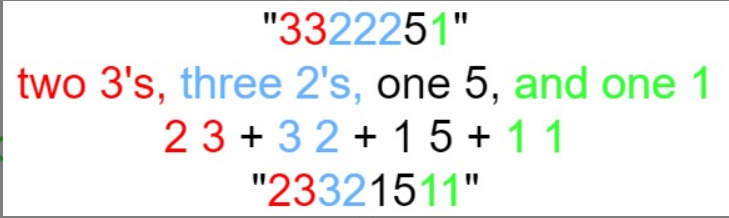 "3322251"
two 3's, three 2's, one 5, and one 1
2 3 + 3 2 + 1 5 + 1 1
"23321511"